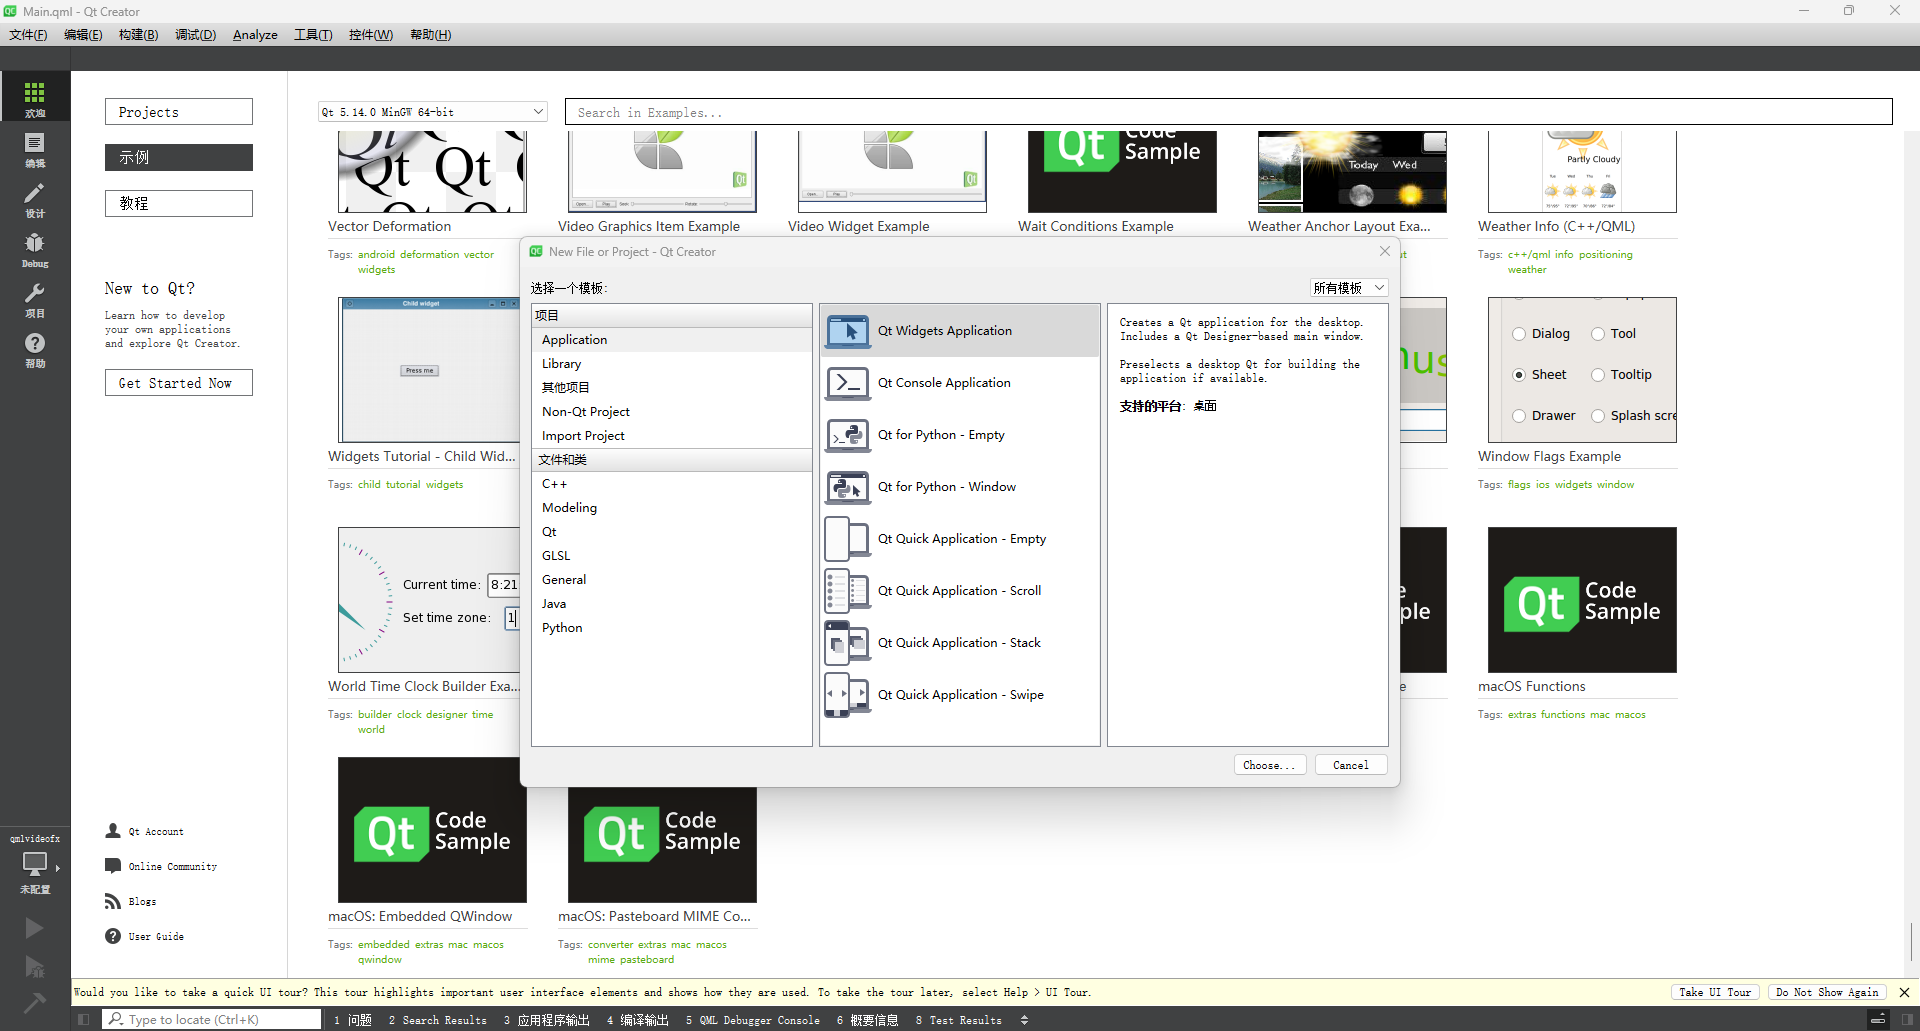 Main.qml - Qt Creator
文件(F) 编辑(E) 构建(B) 调试(D) Analyze 工具(T) 控件(W) 帮助(H)
欢迎
编辑
设计
Debug
项目
帮助
qmlvideofx
未配置
Projects
示例
教程
New to Qt?
Learn how to develop
your own applications
and explore Qt Creator.
Get Started Now
Qt Account
Online Community
Blogs
User Guide
Qt 5.14.0 MinGW 64-bit
Search in Examples...
Vector Deformation
Tags: android deformation vector
widgets
Video Graphics Item Example
Video Widget Example
Code
Sample
Wait Conditions Example
Today Wed
Weather Anchor Layout Exa...
Partly Cloudy
Weather Info (C++/QML)
Tags: c++/qml info positioning
weather
Child widget
Press me
Widgets Tutorial - Child Wid...
Tags: child tutorial widgets
Dialog Tool
Sheet Tooltip
Drawer Splash scre
Window Flags Example
Tags: flags ios widgets window
Current time: 8:21
Set time zone: 1
World Time Clock Builder Exa...
Tags: builder clock designer time
world
Qt Code
Sample
macOS Functions
Tags: extras functions mac macos
Qt Code
Sample
macOS: Embedded QWindow
Tags: embedded extras mac macos
qwindow
Qt Code
Sample
macOS: Pasteboard MIME Co...
Tags: converter extras mac macos
mime pasteboard
New File or Project - Qt Creator
选择一个模板:
所有模板
项目
Application
Library
其他项目
Non-Qt Project
Import Project
文件和类
C++
Modeling
Qt
GLSL
General
Java
Python
Qt Widgets Application
Qt Console Application
Qt for Python - Empty
Qt for Python - Window
Qt Quick Application - Empty
Qt Quick Application - Scroll
Qt Quick Application - Stack
Qt Quick Application - Swipe
Creates a Qt application for the desktop.
Includes a Qt Designer-based main window.
Preselects a desktop Qt for building the
application if available.
支持的平台: 桌面
Choose...
Cancel
Would you like to take a quick UI tour? This tour highlights important user interface elements and shows how they are used. To take the tour later, select Help > UI Tour.
Take UI Tour
Do Not Show Again
Type to locate (Ctrl+K)
1 问题 2 Search Results 3 应用程序输出 4 编译输出 5 QML Debugger Console 6 概要信息 8 Test Results